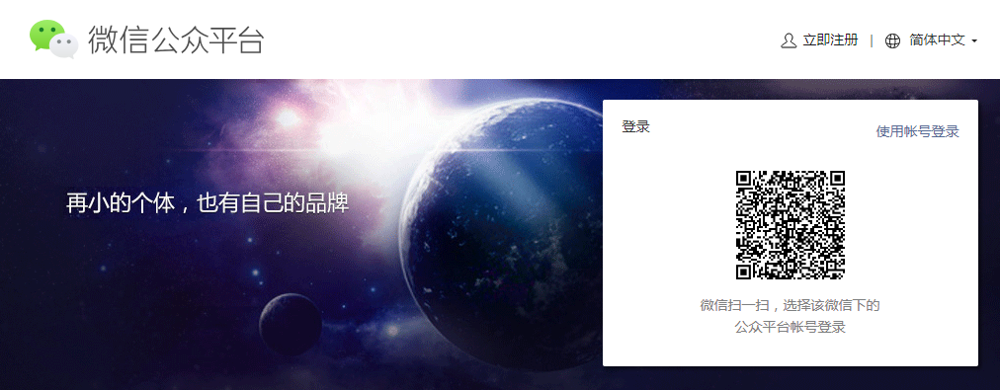 微信公众平台
立即注册 | 简体中文
再小的个体，也有自己的品牌
登录
使用帐号登录
微信扫一扫，选择该微信下的
公众平台帐号登录